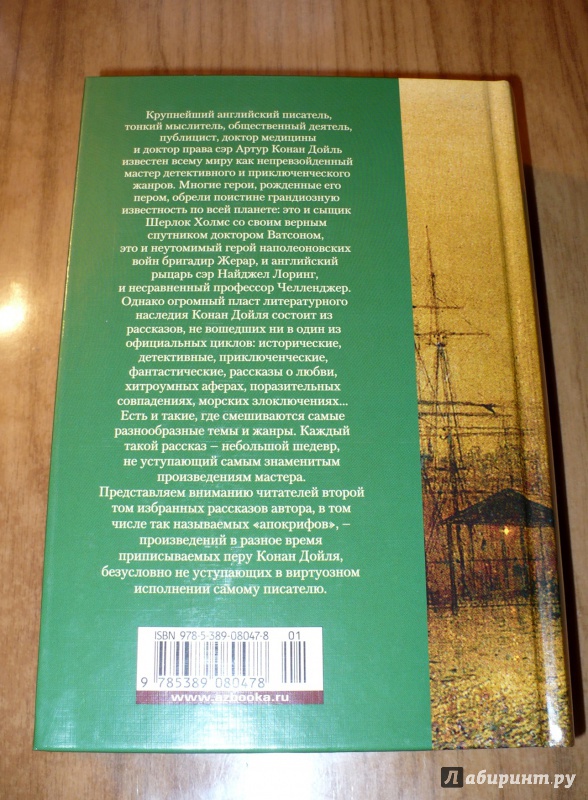 Крупнейший английский писатель,
тонкий мыслитель, общественный деятель,
публицист, доктор медицины
и доктор права сэр Артур Конан Дойль
известен всему миру как непревзойденный
мастер детективного и приключенческого
жанров. Многие герои, рожденные его
пером, обрели поистине грандиозную
известность по всей планете: это и сыщик
Шерлок Холмс со своим верным
спутником доктором Ватсоном,
это и неутомимый герой наполеоновских
войн бригадир Жерар, и английский
рыцарь сэр Найджел Лоринг,
и несравненный профессор Челленджер.
Однако огромный пласт литературного
наследия Конан Дойля состоит из
рассказов, не вошедших ни в один из
официальных циклов: исторические,
детективные, приключенческие,
фантастические, рассказы о любви,
хитроумных аферах, поразительных
совпадениях, морских злоключениях...
Есть и такие, где смешиваются самые
разнообразные темы и жанры. Каждый
такой рассказ – небольшой шедевр,
не уступающий самым знаменитым
произведениям мастера.
Представляем вниманию читателей второй
том избранных рассказов автора, в том
числе так называемых «апокрифов», –
произведений в разное время
приписываемых перу Конан Дойля,
безусловно не уступающих в виртуозном
исполнении самому писателю.
ISBN 978-5-389-08047-8 01
9 785389 080478
www.azbooka.ru
Лабиринт.ру